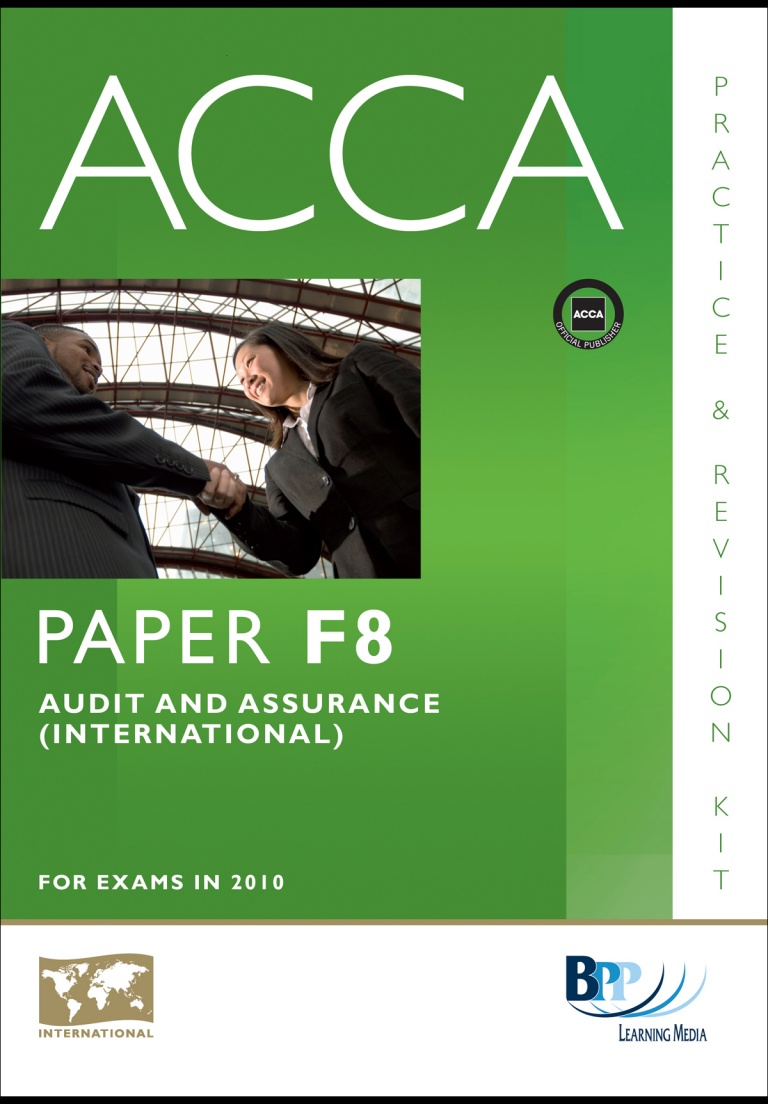 ACCA
ACCA
OFFICIAL PUBLISHER
PAPER F8
AUDIT AND ASSURANCE
(INTERNATIONAL)
FOR EXAMS IN 2010
PRACTICE & REVISION KIT
INTERNATIONAL
BPP
LEARNING MEDIA